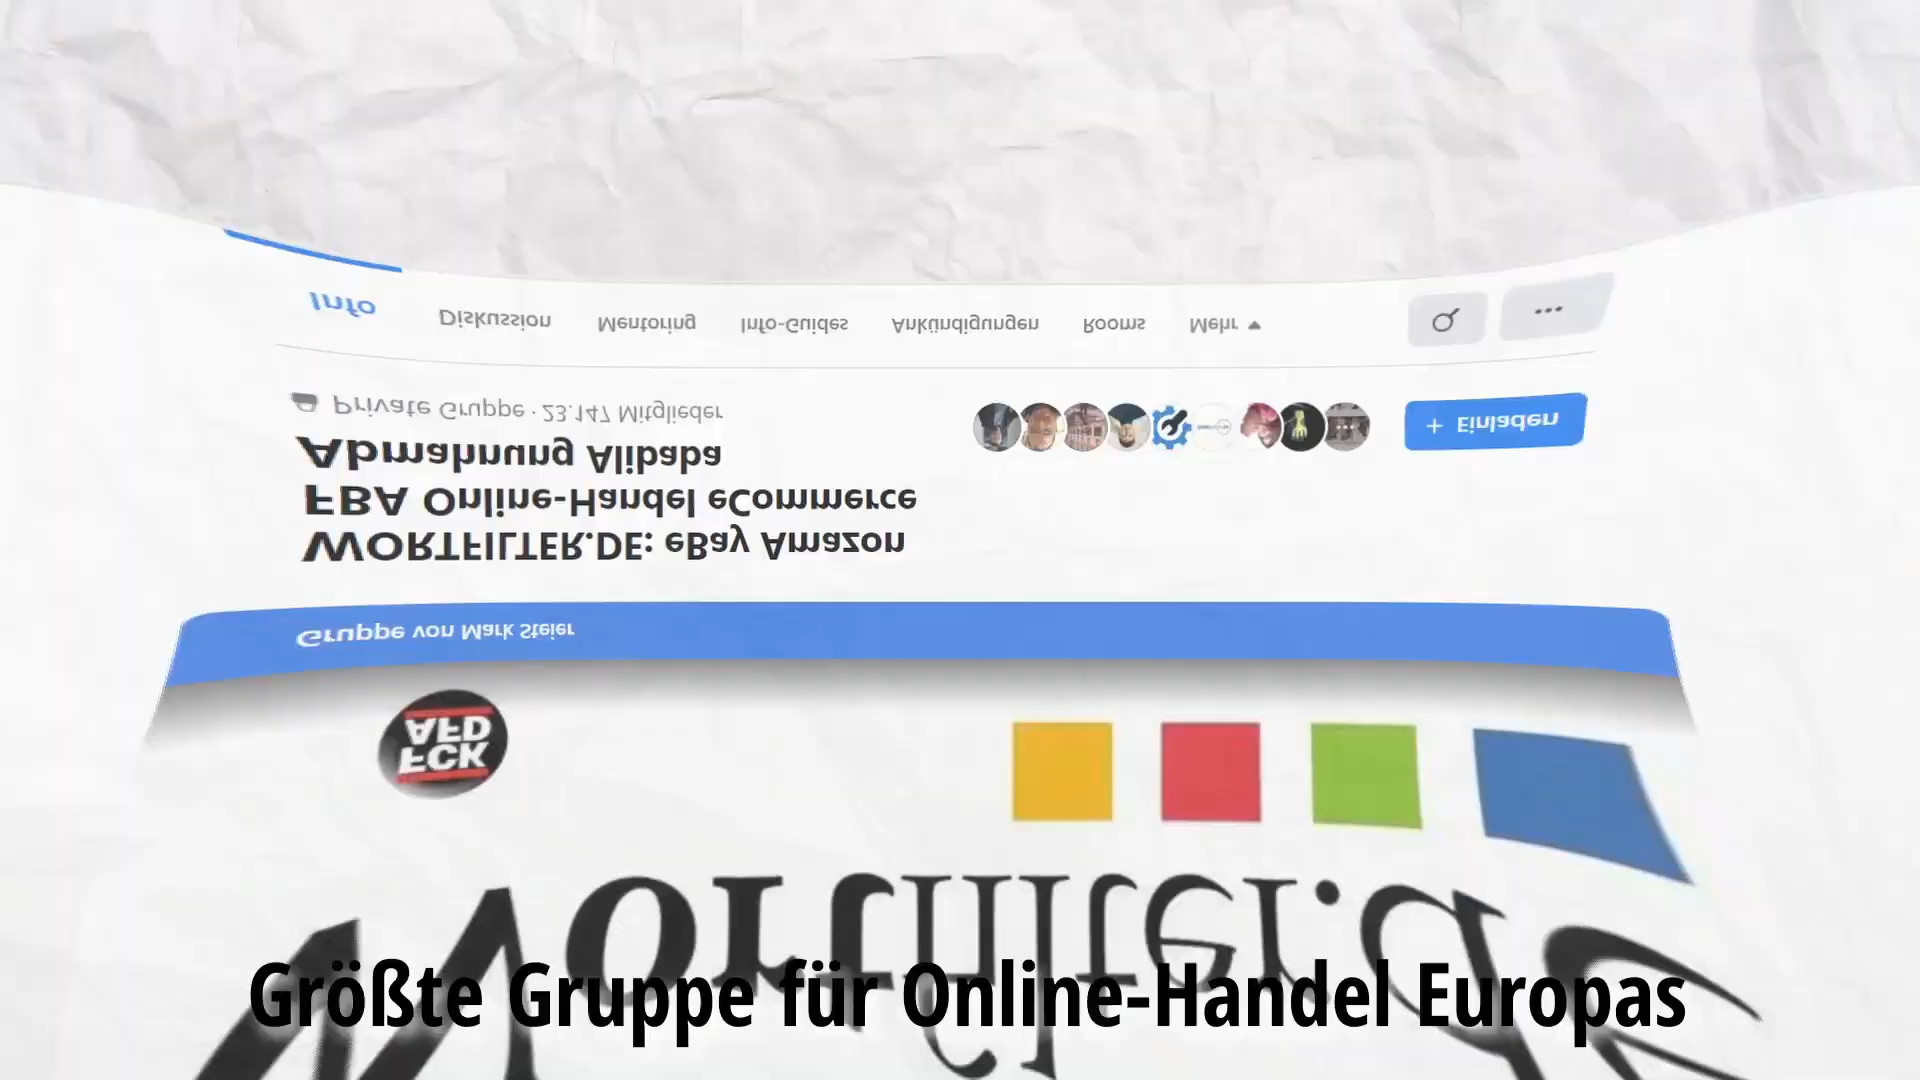 Info
Diskussion
Mentoring
Info-Guides
Ankündigungen
Rooms
Mehr
Private Gruppe · 23.147 Mitglieder
+ Einladen
WORTFILTER.DE: eBay Amazon
FBA Online-Handel eCommerce
Abmahnung Alibaba
Gruppe von Mark Steier
FCK
AFD
Wortfilter.de
Größte Gruppe für Online-Handel Europas